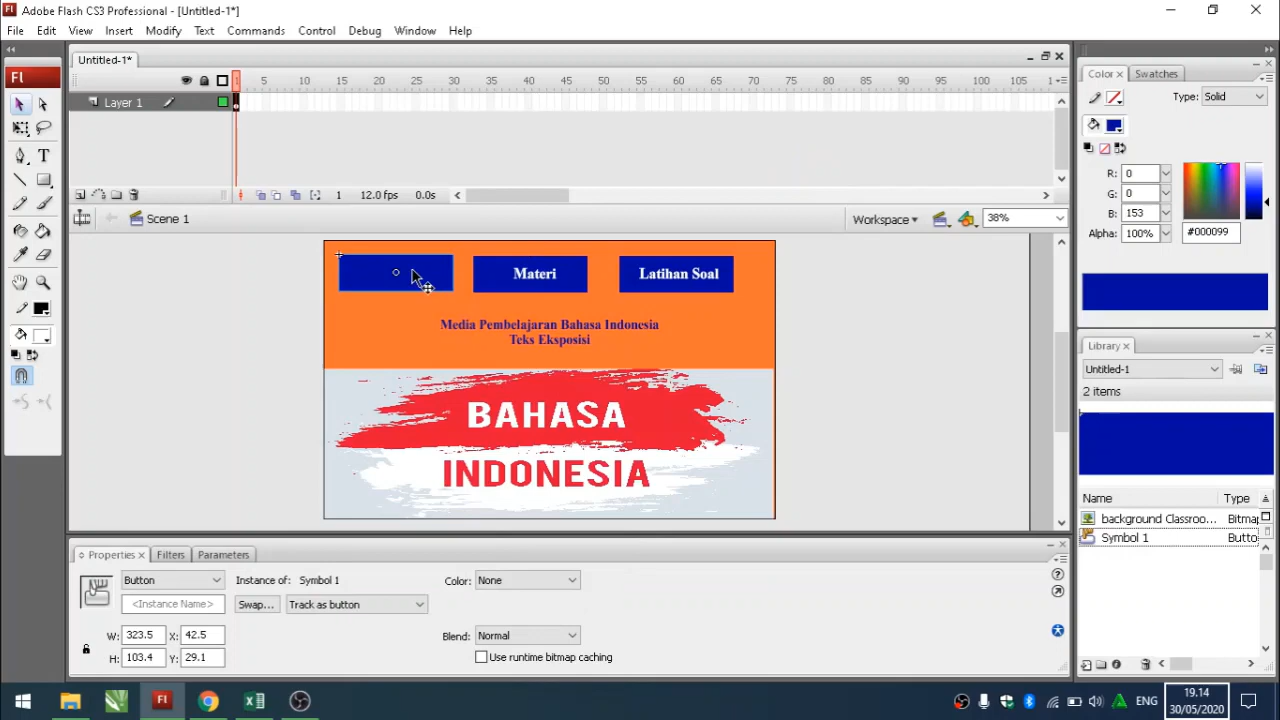 Adobe Flash CS3 Professional - [Untitled-1*]
File Edit View Insert Modify Text Commands Control Debug Window Help
Untitled-1*
1 5 10 15 20 25 30 35 40 45 50 55 60 65 70 75 80 85 90 95 100 105
Layer 1
1 12.0 fps 0.0s
Scene 1
Workspace
38%
Materi
Latihan Soal
Media Pembelajaran Bahasa Indonesia
Teks Eksposisi
BAHASA
INDONESIA
Fl
Color × Swatches
Type: Solid
R: 0
G: 0
B: 153
Alpha: 100% #000099
Library ×
Untitled-1
2 items
Name Type
background Classroo... Bitmap
Symbol 1 Butto
Properties × Filters Parameters
Button Instance of: Symbol 1 Color: None
<Instance Name> Swap... Track as button
W: 323.5 X: 42.5 Blend: Normal
H: 103.4 Y: 29.1 Use runtime bitmap caching
Fl
ENG
19.14
30/05/2020